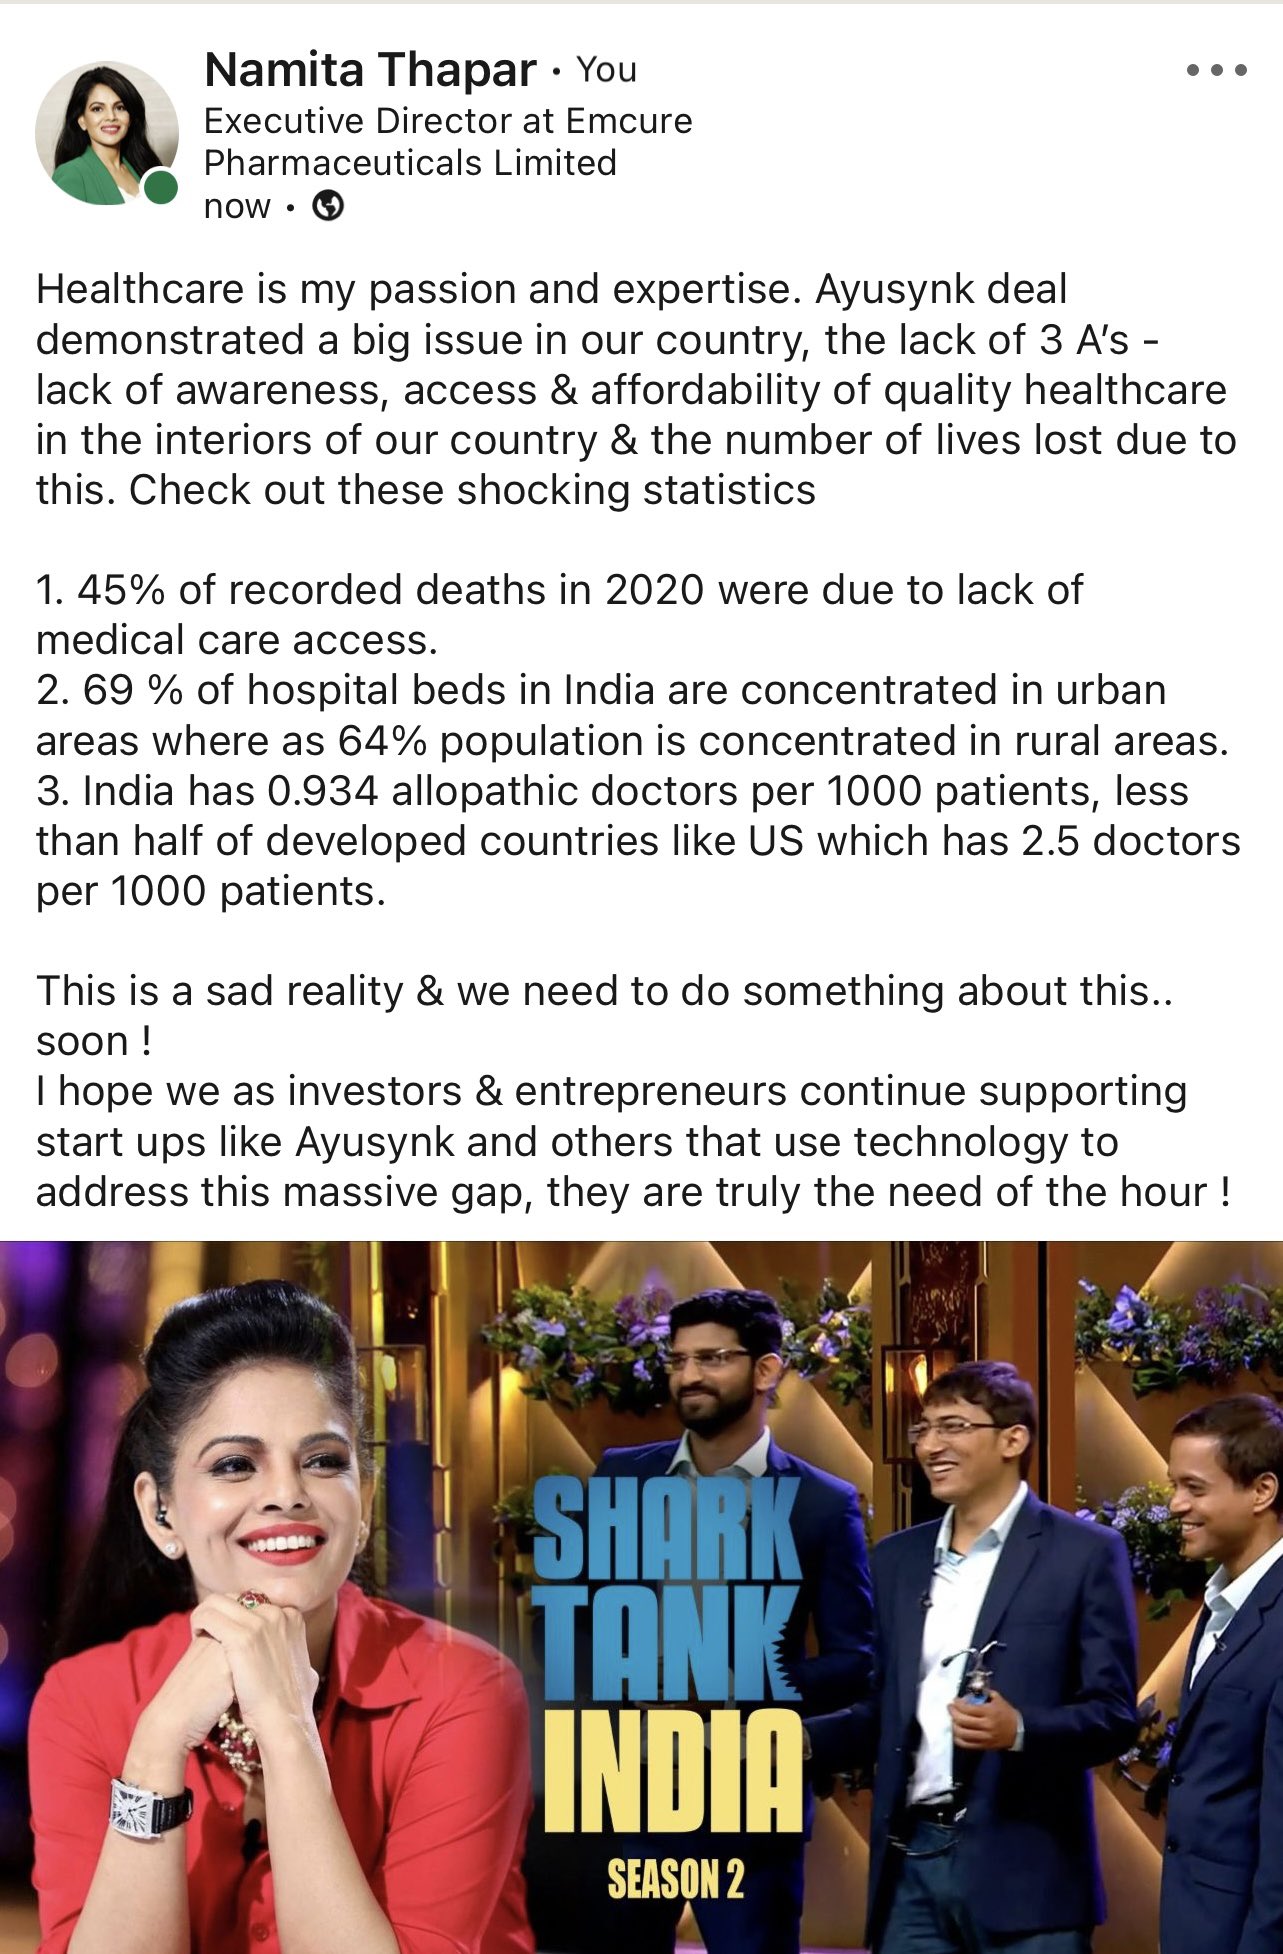 Namita Thapar • You
Executive Director at Emcure
Pharmaceuticals Limited
now •
Healthcare is my passion and expertise. Ayusynk deal
demonstrated a big issue in our country, the lack of 3 A's -
lack of awareness, access & affordability of quality healthcare
in the interiors of our country & the number of lives lost due to
this. Check out these shocking statistics
1. 45% of recorded deaths in 2020 were due to lack of
medical care access.
2. 69 % of hospital beds in India are concentrated in urban
areas where as 64% population is concentrated in rural areas.
3. India has 0.934 allopathic doctors per 1000 patients, less
than half of developed countries like US which has 2.5 doctors
per 1000 patients.
This is a sad reality & we need to do something about this..
soon !
I hope we as investors & entrepreneurs continue supporting
start ups like Ayusynk and others that use technology to
address this massive gap, they are truly the need of the hour !
SHARK
TANK
INDIA
SEASON 2